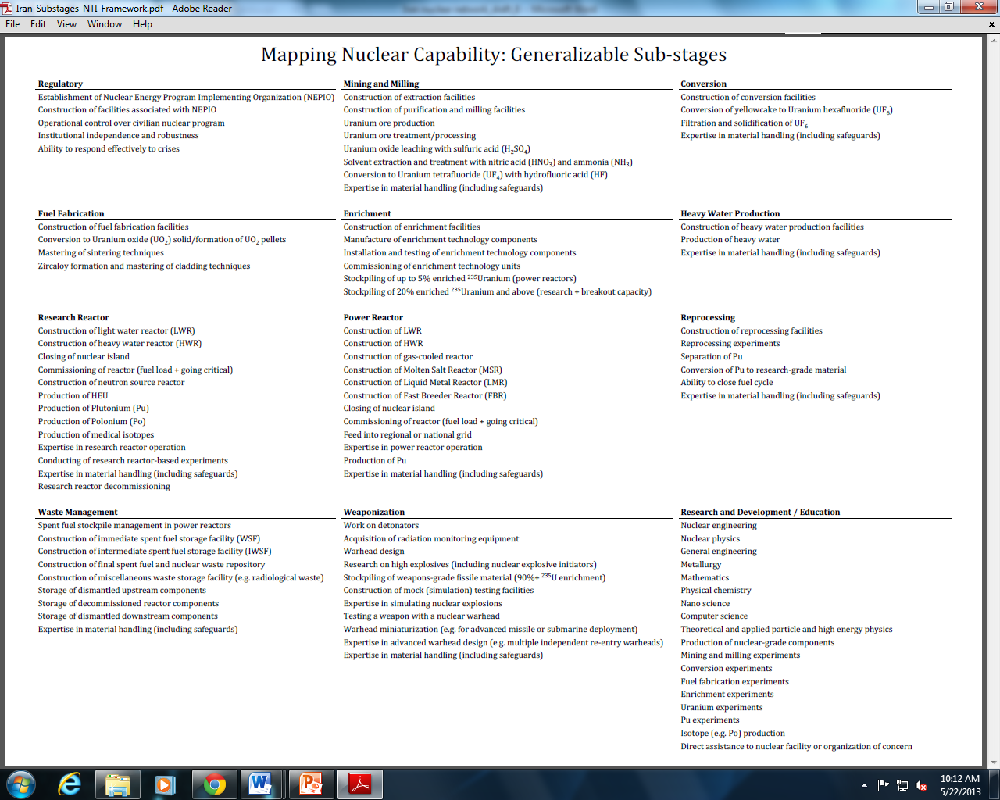 Iran_Substages_NTI_Framework.pdf - Adobe Reader
File Edit View Window Help
Mapping Nuclear Capability: Generalizable Sub-stages
Regulatory
Establishment of Nuclear Energy Program Implementing Organization (NEPIO)
Construction of facilities associated with NEPIO
Operational control over civilian nuclear program
Institutional independence and robustness
Ability to respond effectively to crises
Mining and Milling
Construction of extraction facilities
Construction of purification and milling facilities
Uranium ore production
Uranium ore treatment/processing
Uranium oxide leaching with sulfuric acid (H₂SO₄)
Solvent extraction and treatment with nitric acid (HNO₃) and ammonia (NH₃)
Conversion to Uranium tetrafluoride (UF₄) with hydrofluoric acid (HF)
Expertise in material handling (including safeguards)
Conversion
Construction of conversion facilities
Conversion of yellowcake to Uranium hexafluoride (UF₆)
Filtration and solidification of UF₆
Expertise in material handling (including safeguards)
Fuel Fabrication
Construction of fuel fabrication facilities
Conversion to Uranium oxide (UO₂) solid/formation of UO₂ pellets
Mastering of sintering techniques
Zircaloy formation and mastering of cladding techniques
Enrichment
Construction of enrichment facilities
Manufacture of enrichment technology components
Installation and testing of enrichment technology components
Commissioning of enrichment technology units
Stockpiling of up to 5% enriched ²³⁵Uranium (power reactors)
Stockpiling of 20% enriched ²³⁵Uranium and above (research + breakout capacity)
Heavy Water Production
Construction of heavy water production facilities
Production of heavy water
Expertise in material handling (including safeguards)
Research Reactor
Construction of light water reactor (LWR)
Construction of heavy water reactor (HWR)
Closing of nuclear island
Commissioning of reactor (fuel load + going critical)
Construction of neutron source reactor
Production of HEU
Production of Plutonium (Pu)
Production of Polonium (Po)
Production of medical isotopes
Expertise in research reactor operation
Conducting of research reactor-based experiments
Expertise in material handling (including safeguards)
Research reactor decommissioning
Power Reactor
Construction of LWR
Construction of HWR
Construction of gas-cooled reactor
Construction of Molten Salt Reactor (MSR)
Construction of Liquid Metal Reactor (LMR)
Construction of Fast Breeder Reactor (FBR)
Closing of nuclear island
Commissioning of reactor (fuel load + going critical)
Feed into regional or national grid
Expertise in power reactor operation
Production of Pu
Expertise in material handling (including safeguards)
Reprocessing
Construction of reprocessing facilities
Reprocessing experiments
Separation of Pu
Conversion of Pu to research-grade material
Ability to close fuel cycle
Expertise in material handling (including safeguards)
Waste Management
Spent fuel stockpile management in power reactors
Construction of immediate spent fuel storage facility (WSF)
Construction of intermediate spent fuel storage facility (IWSF)
Construction of final spent fuel and nuclear waste repository
Construction of miscellaneous waste storage facility (e.g. radiological waste)
Storage of dismantled upstream components
Storage of decommissioned reactor components
Storage of dismantled downstream components
Expertise in material handling (including safeguards)
Weaponization
Work on detonators
Acquisition of radiation monitoring equipment
Warhead design
Research on high explosives (including nuclear explosive initiators)
Stockpiling of weapons-grade fissile material (90%+ ²³⁵U enrichment)
Construction of mock (simulation) testing facilities
Expertise in simulating nuclear explosions
Testing a weapon with a nuclear warhead
Warhead miniaturization (e.g. for advanced missile or submarine deployment)
Expertise in advanced warhead design (e.g. multiple independent re-entry warheads)
Expertise in material handling (including safeguards)
Research and Development / Education
Nuclear engineering
Nuclear physics
General engineering
Metallurgy
Mathematics
Physical chemistry
Nano science
Computer science
Theoretical and applied particle and high energy physics
Production of nuclear-grade components
Mining and milling experiments
Conversion experiments
Fuel fabrication experiments
Enrichment experiments
Uranium experiments
Pu experiments
Isotope (e.g. Po) production
Direct assistance to nuclear facility or organization of concern
10:12 AM
5/22/2013